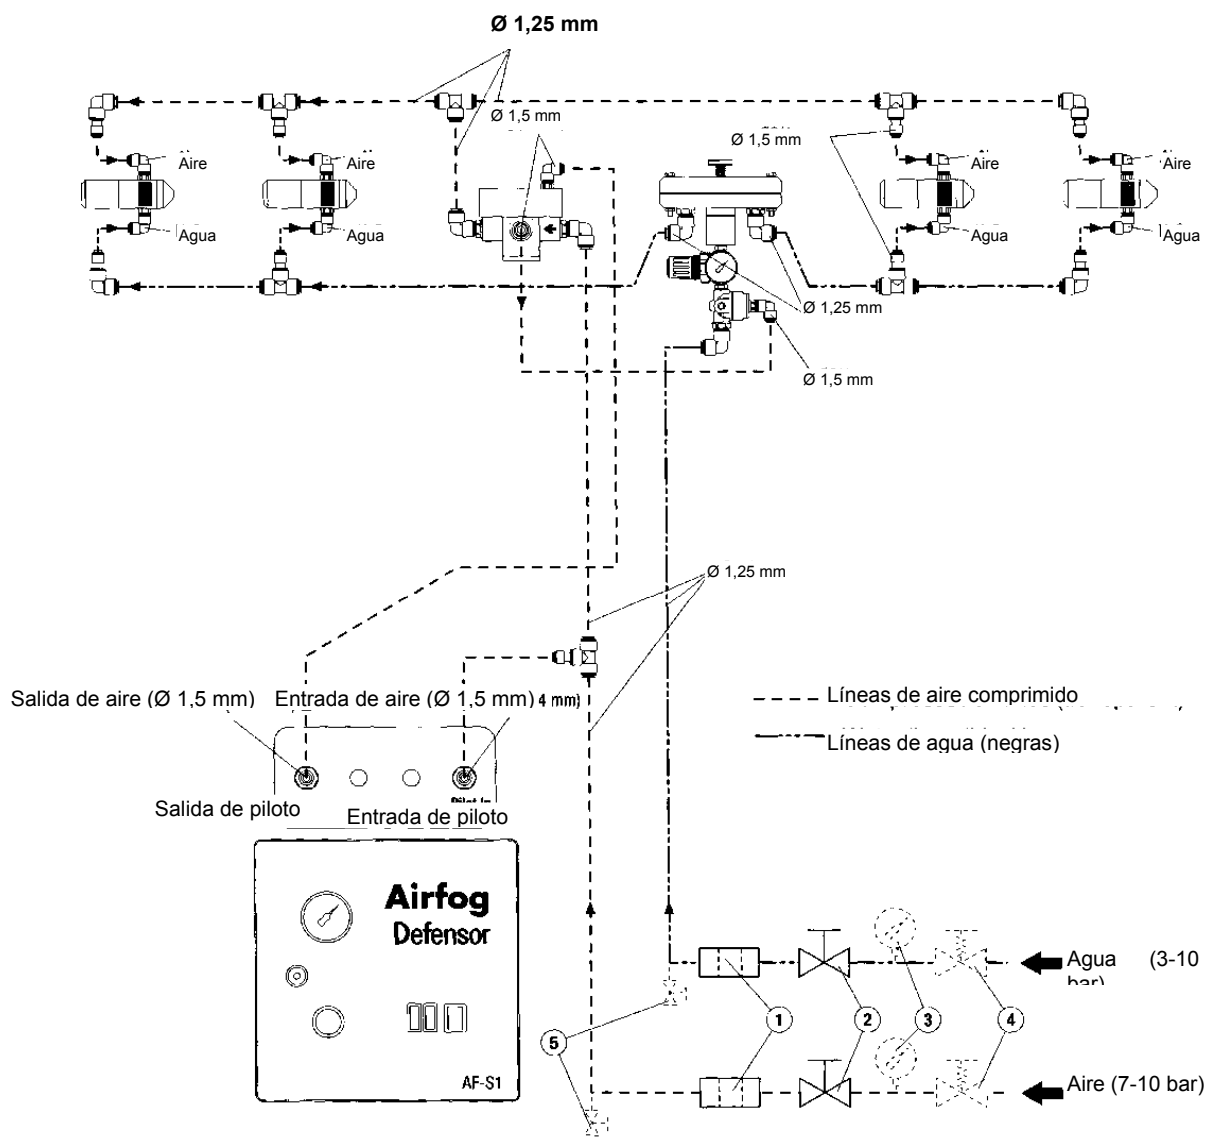 Ø 1,25 mm
Ø 1,5 mm
Ø 1,5 mm
Aire
Aire
Aire
Aire
Agua
Agua
Agua
Agua
Ø 1,25 mm
Ø 1,5 mm
Ø 1,25 mm
Salida de aire (Ø 1,5 mm)
Entrada de aire (Ø 1,5 mm) 4 mm)
Líneas de aire comprimido
Líneas de agua (negras)
Salida de piloto
Entrada de piloto
Airfog
Defensor
AF-S1
Agua (3-10
bar)
1
2
3
4
5
Aire (7-10 bar)